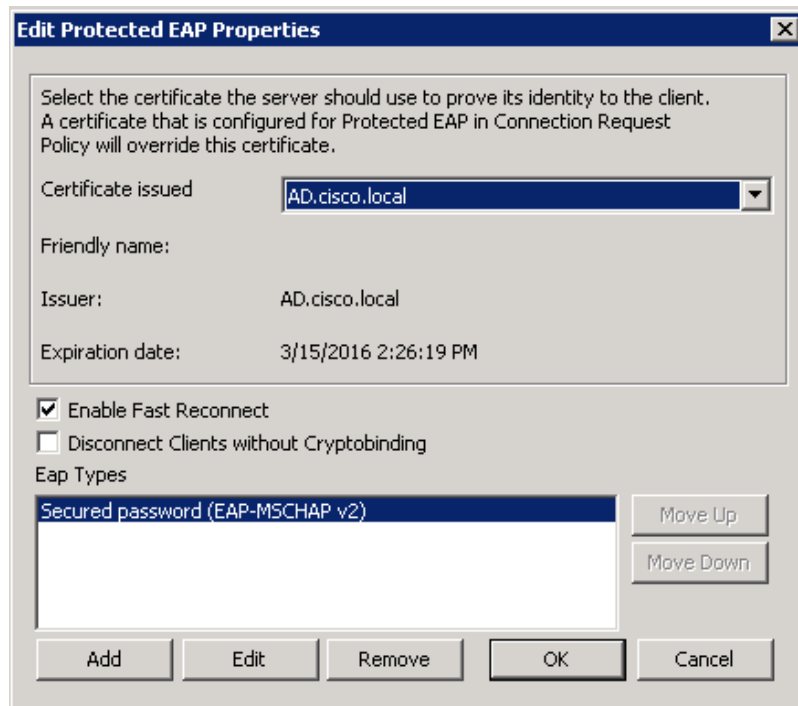 Edit Protected EAP Properties
Select the certificate the server should use to prove its identity to the client.
A certificate that is configured for Protected EAP in Connection Request
Policy will override this certificate.
Certificate issued
AD.cisco.local
Friendly name:
Issuer:
AD.cisco.local
Expiration date:
3/15/2016 2:26:19 PM
Enable Fast Reconnect
Disconnect Clients without Cryptobinding
Eap Types
Secured password (EAP-MSCHAP v2)
Move Up
Move Down
Add
Edit
Remove
OK
Cancel